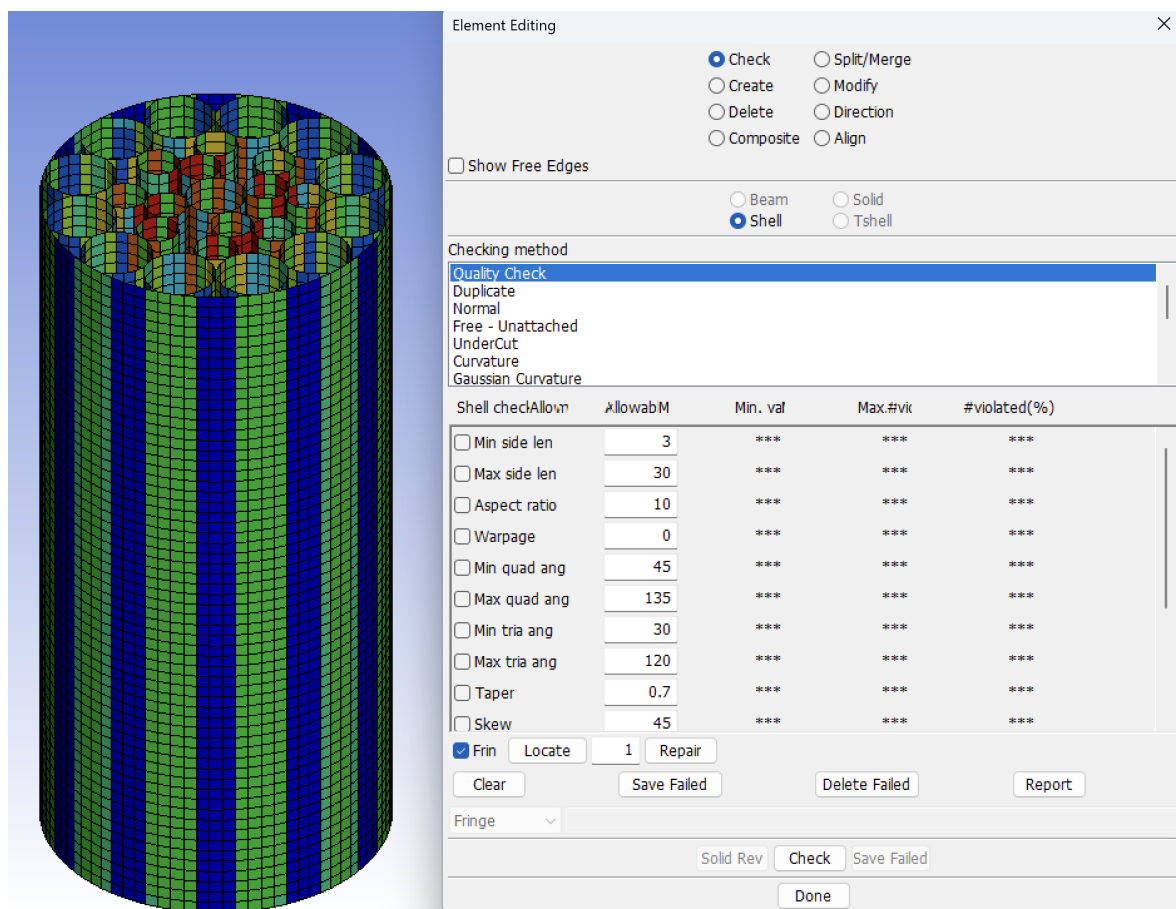 Element Editing
Check Split/Merge
Create Modify
Delete Direction
Composite Align
Show Free Edges
Beam Solid
Shell Tshell
Checking method
Quality Check
Duplicate
Normal
Free - Unattached
UnderCut
Curvature
Gaussian Curvature
Shell check Allow Allowabl M Min. val Max. #vio #violated(%)
Min side len 3 *** *** ***
Max side len 30 *** *** ***
Aspect ratio 10 *** *** ***
Warpage 0 *** *** ***
Min quad ang 45 *** *** ***
Max quad ang 135 *** *** ***
Min tria ang 30 *** *** ***
Max tria ang 120 *** *** ***
Taper 0.7 *** *** ***
Skew 45 *** *** ***
Frin Locate 1 Repair
Clear Save Failed Delete Failed Report
Fringe
Solid Rev Check Save Failed
Done